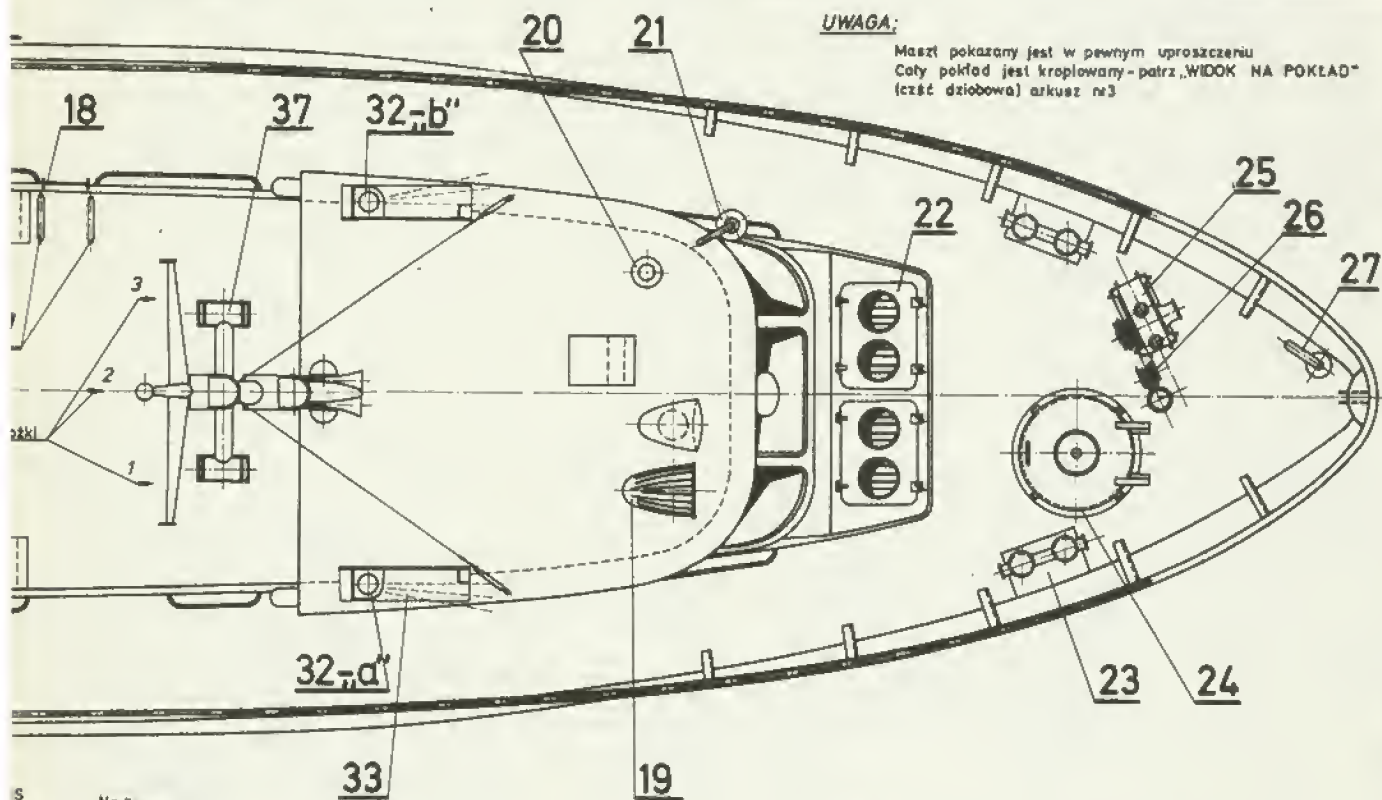 UWAGA:
Maszt pokazany jest w pewnym uproszczeniu
Cały pokład jest kroplowany - patrz „WIDOK NA POKŁAD"
(część dziobowa) arkusz nr3
20
21
18
37
32-„b"
25
22
26
27
3
2
1
32-„a"
23
24
33
19
s